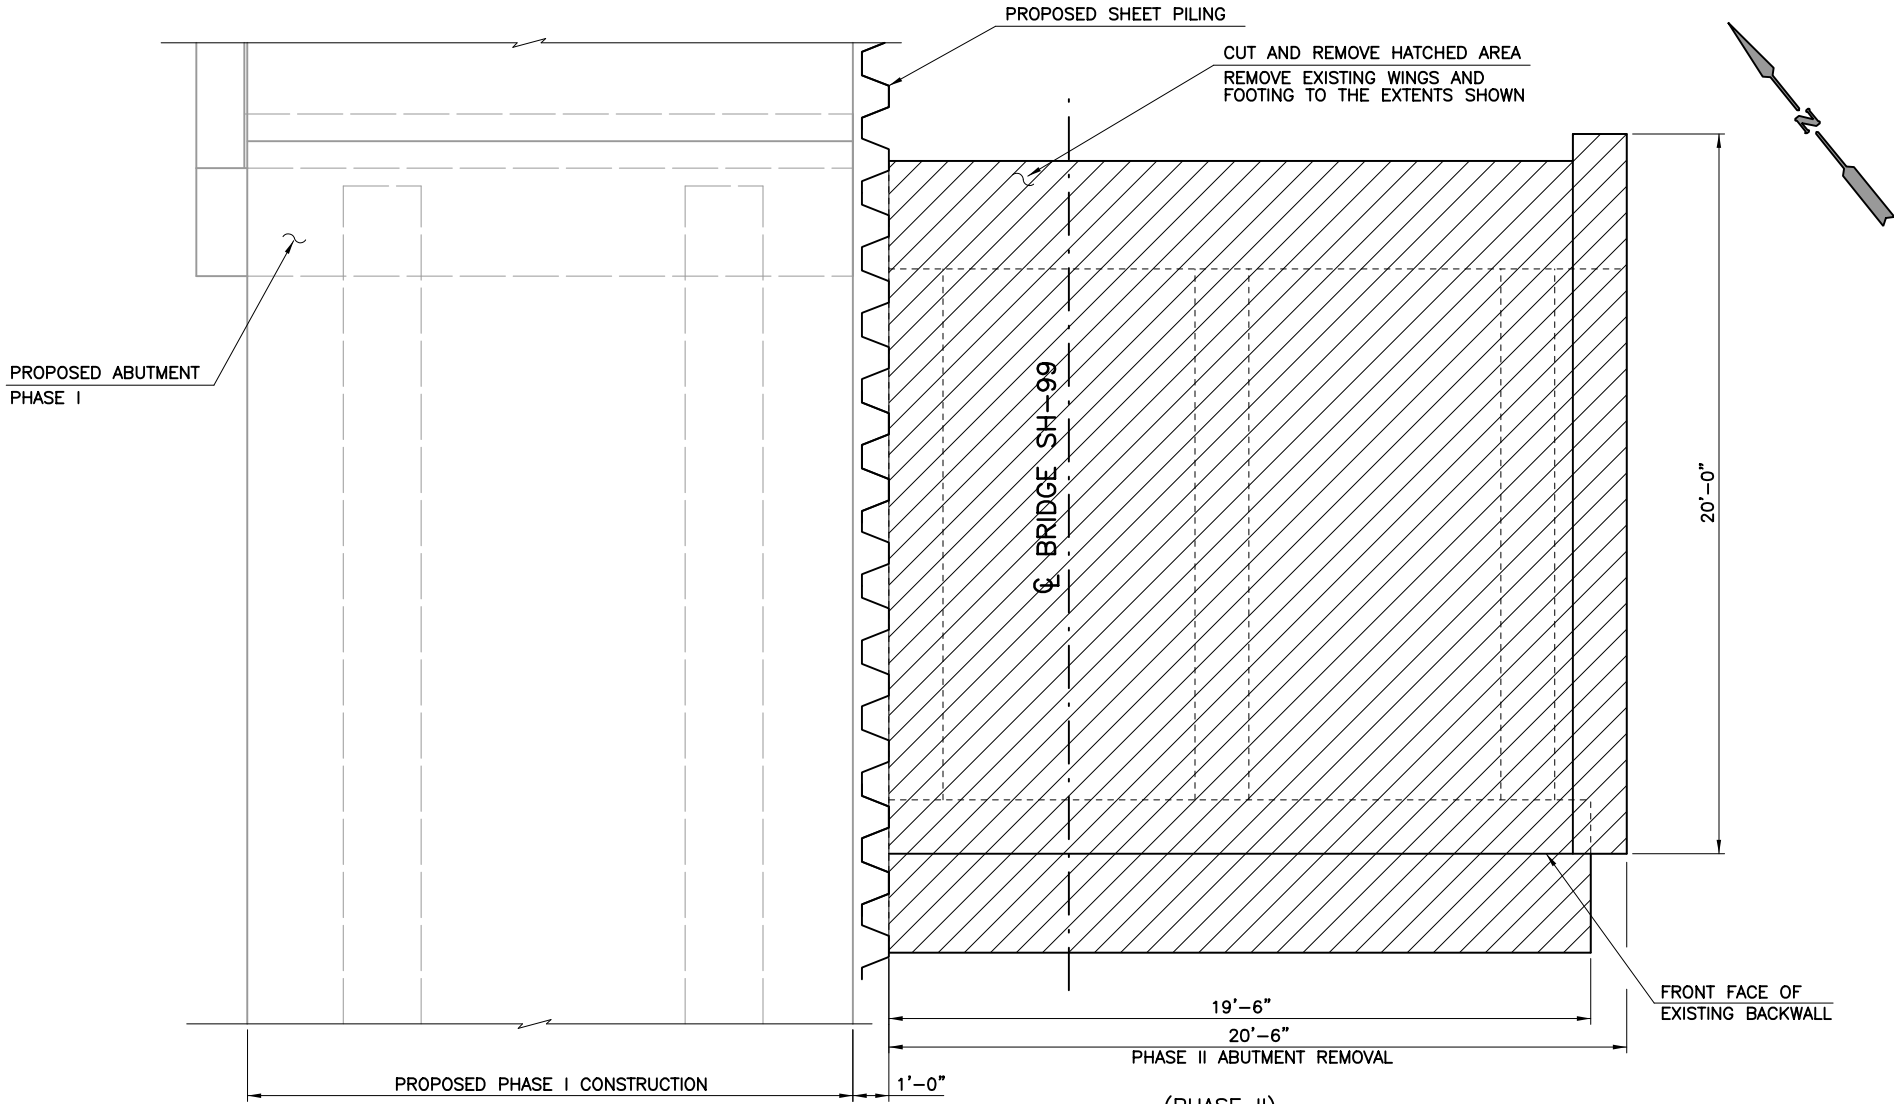 PROPOSED SHEET PILING
CUT AND REMOVE HATCHED AREA
REMOVE EXISTING WINGS AND
FOOTING TO THE EXTENTS SHOWN
N
PROPOSED ABUTMENT
PHASE I
℄ BRIDGE SH-99
20'-0"
FRONT FACE OF
EXISTING BACKWALL
19'-6"
20'-6"
PHASE II ABUTMENT REMOVAL
PROPOSED PHASE I CONSTRUCTION
1'-0"
(PHASE II)